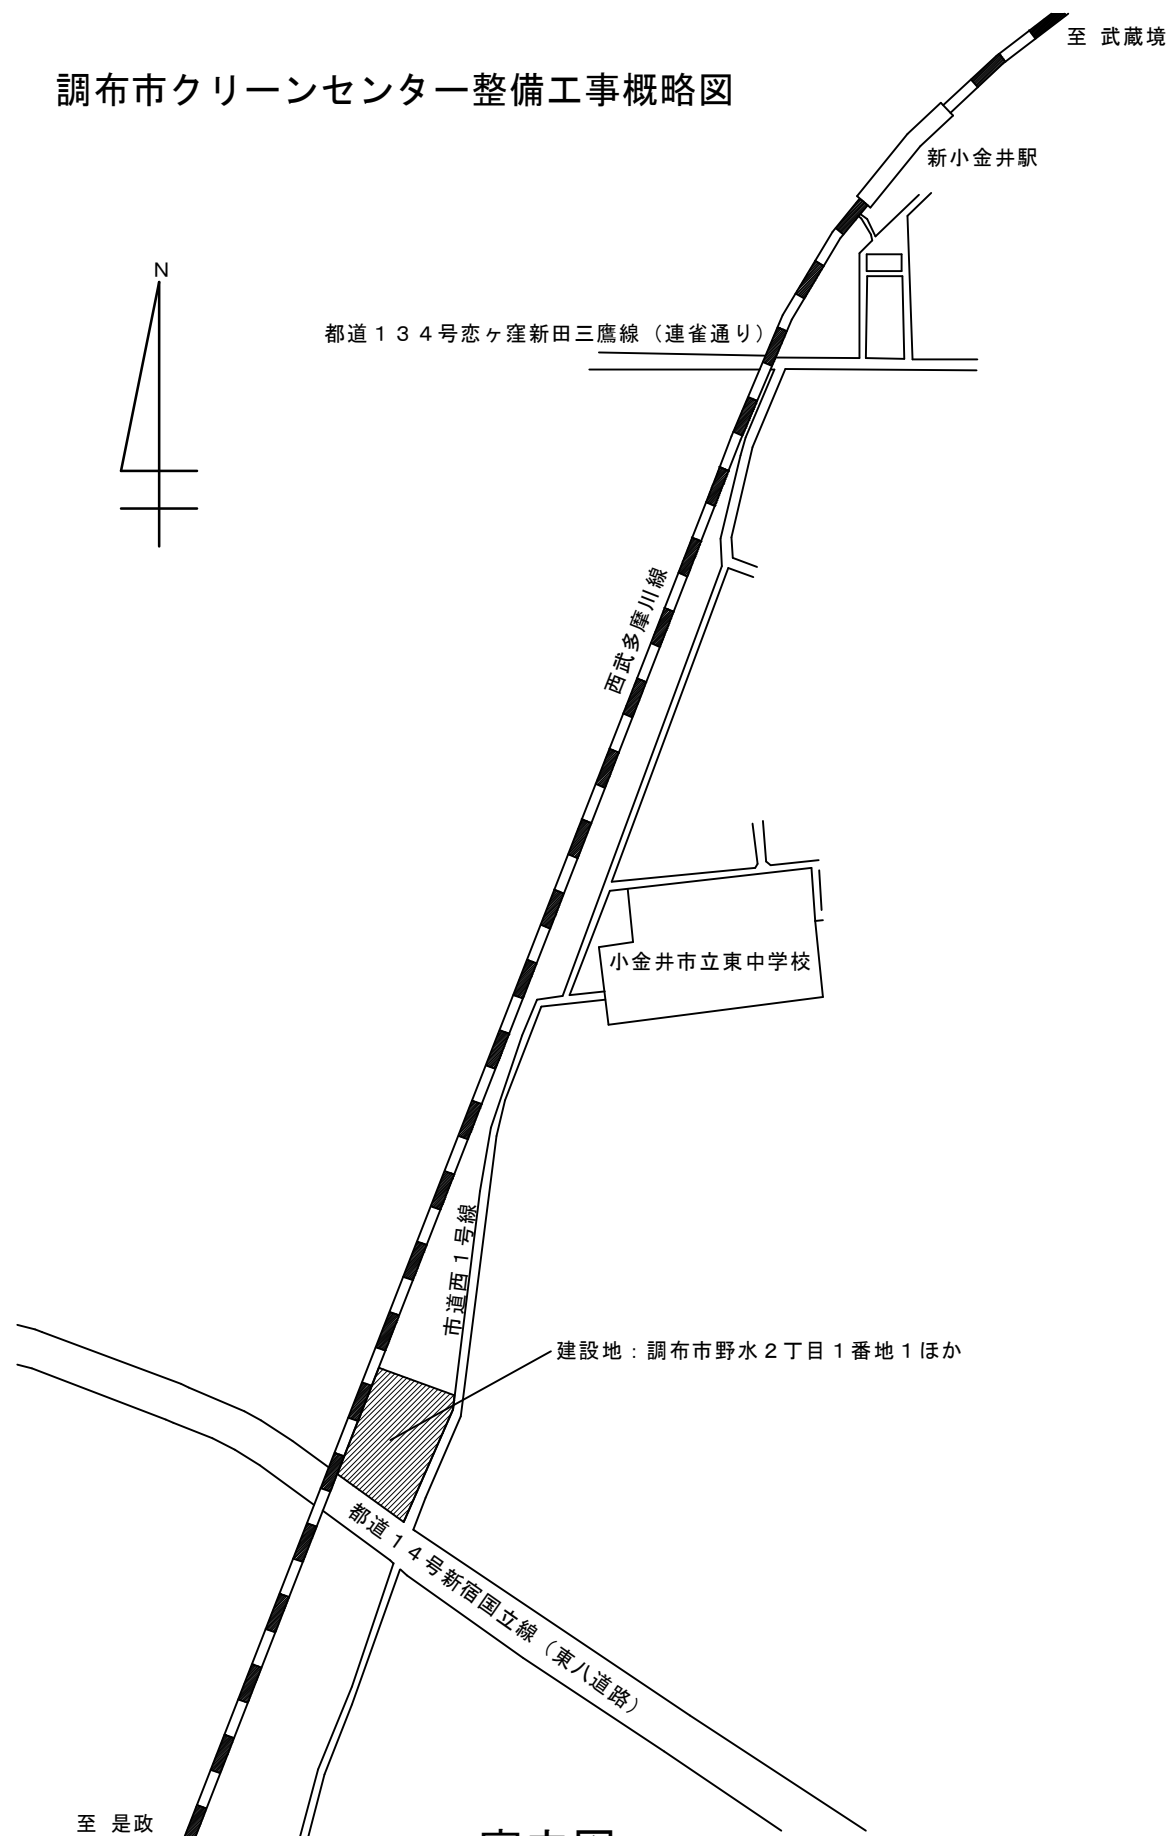 至 武蔵境
調布市クリーンセンター整備工事概略図
新小金井駅
N
都道134号恋ヶ窪新田三鷹線（連雀通り）
西武多摩川線
小金井市立東中学校
市道西1号線
建設地：調布市野水2丁目1番地1ほか
都道14号新宿国立線（東八道路）
至 是政